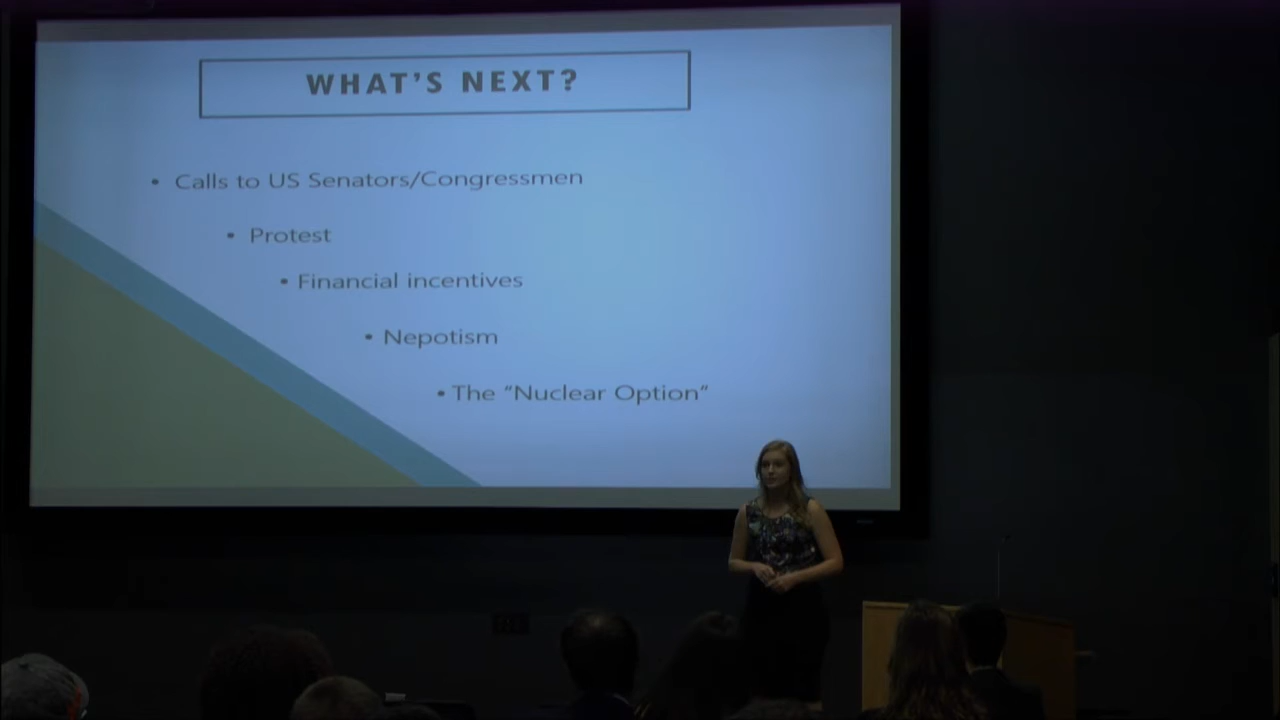 WHAT'S NEXT?
• Calls to US Senators/Congressmen
• Protest
• Financial incentives
• Nepotism
• The “Nuclear Option”